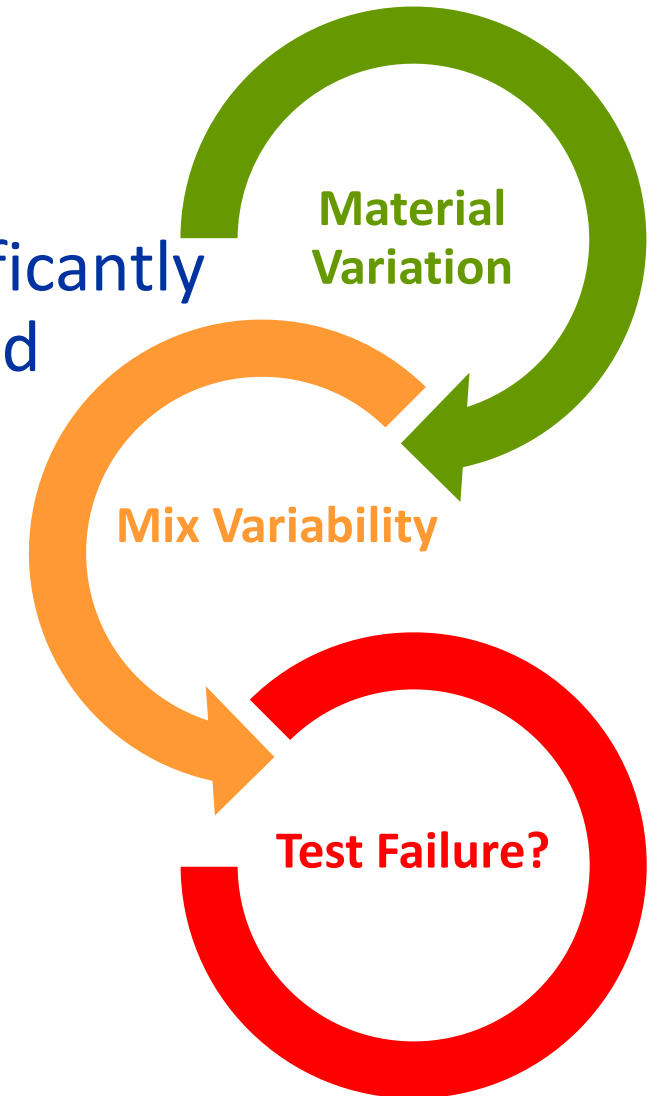 Material
Variation
ficantly
d
Mix Variability
Test Failure?